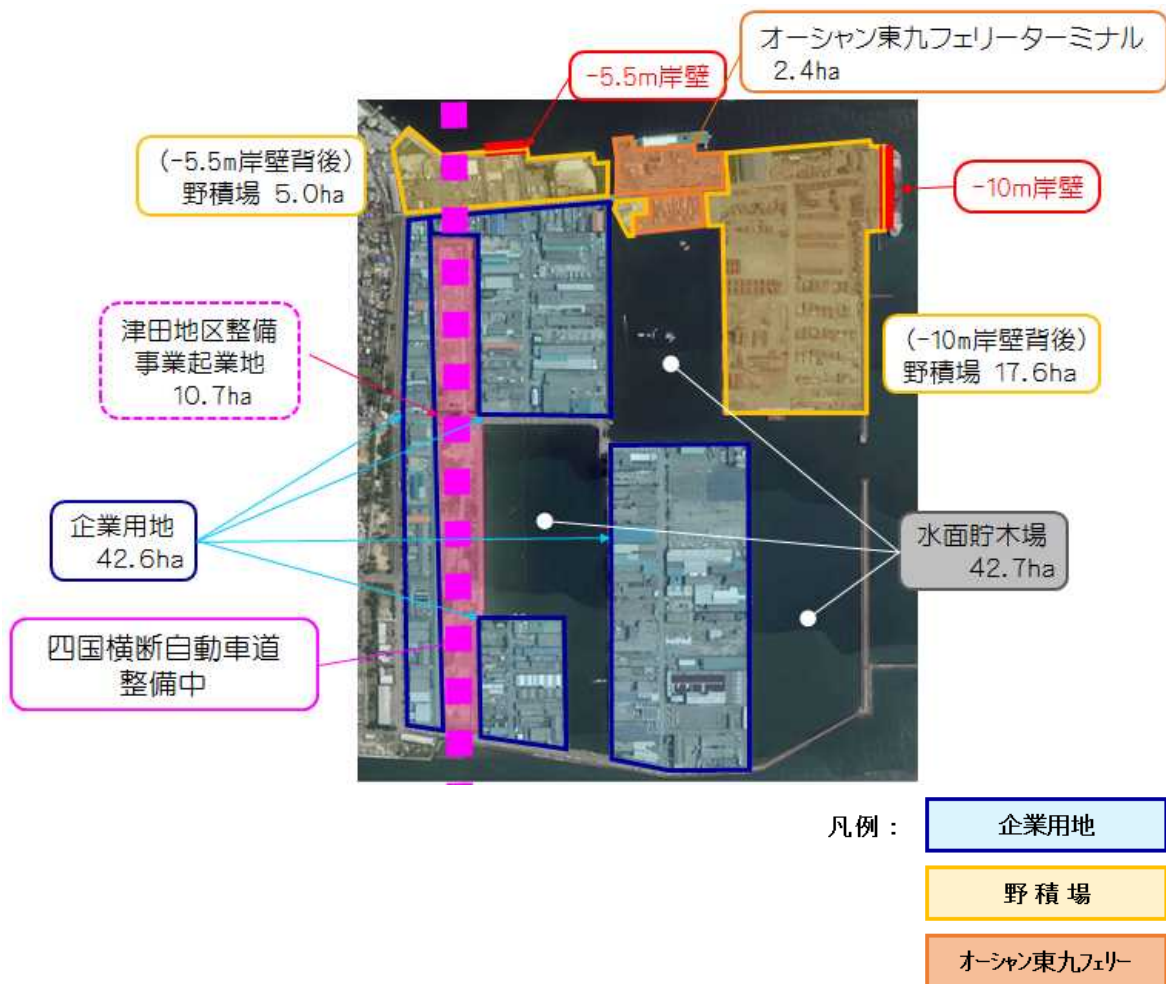 オーシャン東九フェリーターミナル
2.4ha
-5.5m岸壁
(-5.5m岸壁背後)
野積場 5.0ha
-10m岸壁
津田地区整備
事業起業地
10.7ha
(-10m岸壁背後)
野積場 17.6ha
企業用地
42.6ha
水面貯木場
42.7ha
四国横断自動車道
整備中
凡例：
企業用地
野積場
オーシャン東九フェリー